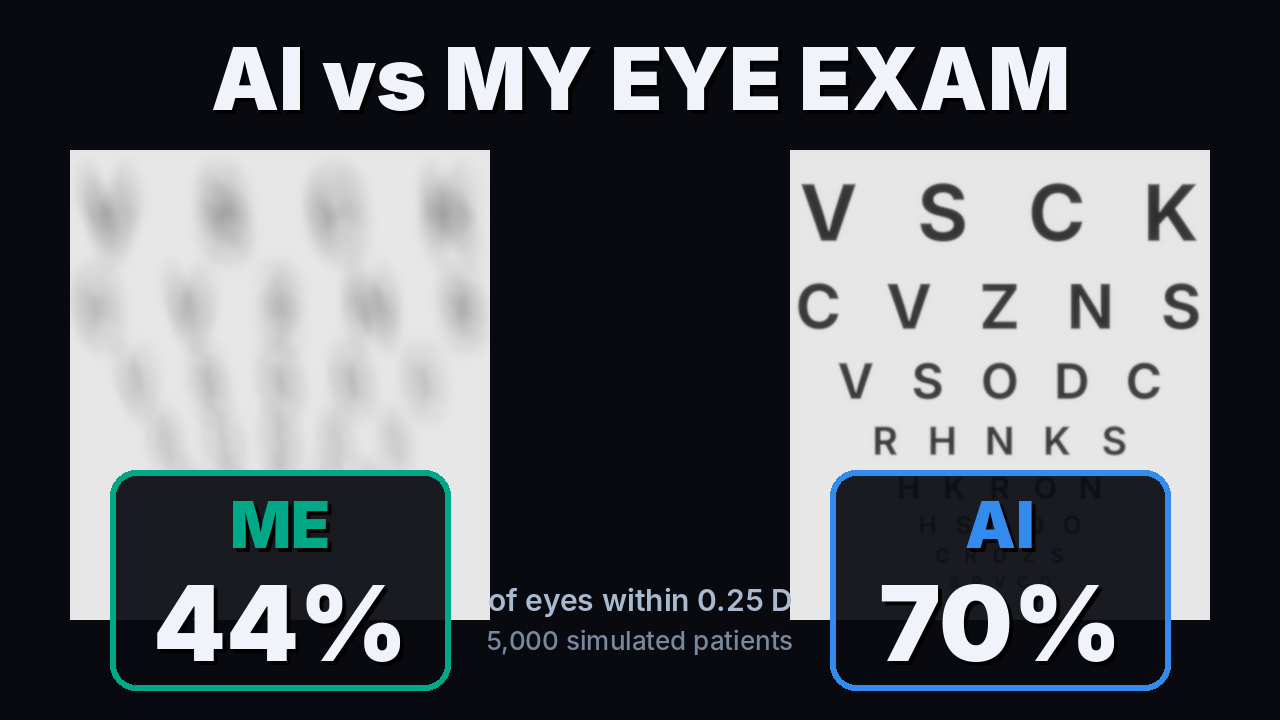 AI vs MY EYE EXAM
V S C K
C V Z N S
V S O D C
R H N K S
H K R O N
ME
44%
of eyes within 0.25 D
5,000 simulated patients
AI
70%